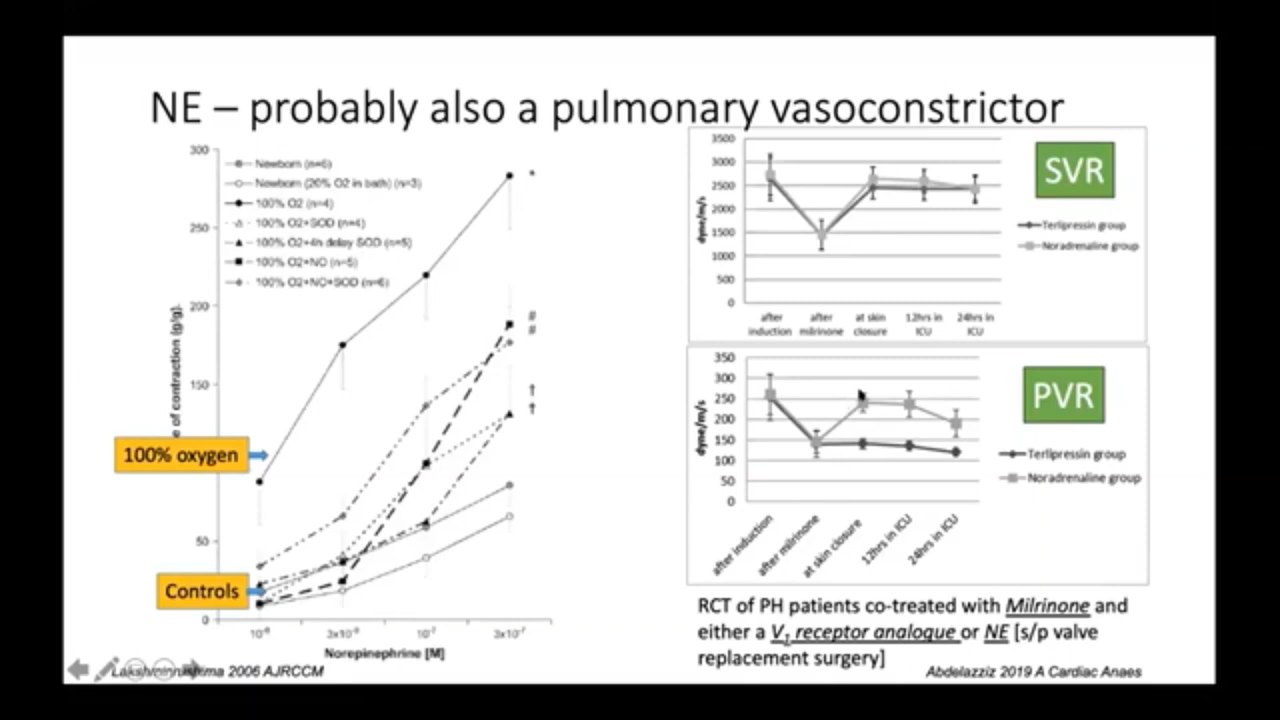 NE – probably also a pulmonary vasoconstrictor
300
250
200
150
50
0
Newborn (n=6)
Newborn (20% O2 in bath) (n=3)
100% O2 (n=4)
100% O2+SOD (n=4)
100% O2+4h delay SOD (n=5)
100% O2+NO (n=5)
100% O2+NO+SOD (n=6)
*
#
#
†
†
e of contraction (g/g)
100% oxygen
Controls
3x10⁻⁷
Norepinephrine [M]
2006 AJRCCM
3500
3000
2500
2000
1500
1000
500
0
dyne/m/s
after induction
after milrinone
at skin closure
12hrs in ICU
24hrs in ICU
SVR
Terlipressin group
Noradrenaline group
350
300
250
200
150
100
50
0
dyne/m/s
after induction
after milrinone
at skin closure
12hrs in ICU
24hrs in ICU
PVR
Terlipressin group
Noradrenaline group
RCT of PH patients co-treated with Milrinone and
either a V₁ receptor analogue or NE [s/p valve
replacement surgery]
Abdelazziz 2019 A Cardiac Anaes